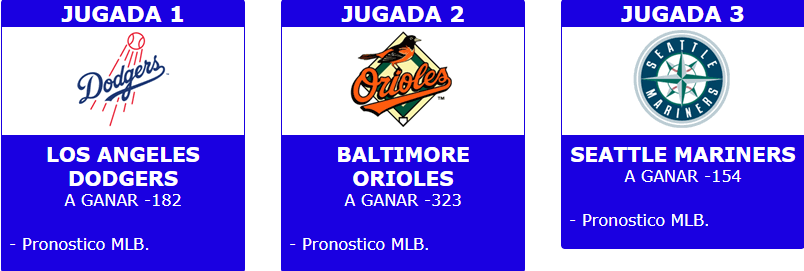 JUGADA 1
Dodgers
LOS ANGELES
DODGERS
A GANAR -182
- Pronostico MLB.
JUGADA 2
Orioles
TM
BALTIMORE
ORIOLES
A GANAR -323
- Pronostico MLB.
JUGADA 3
SEATTLE
MARINERS
SEATTLE MARINERS
A GANAR -154
- Pronostico MLB.